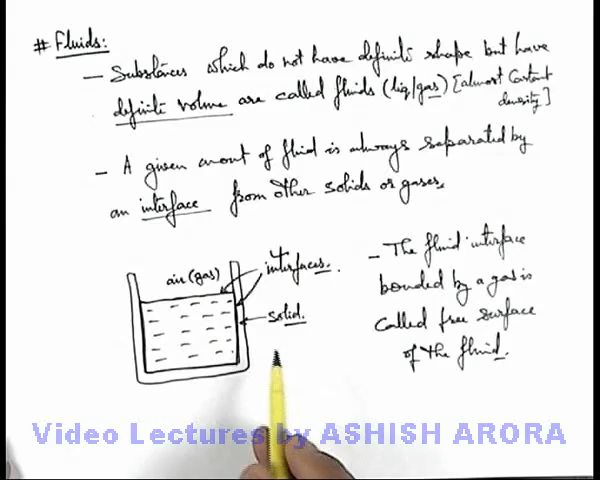 # Fluids:
— Substances which do not have definite shape but have
definite volume are called fluids (liq/gas) [almost Constant
density]
— A given amount of fluid is always separated by
an interface from other solids or gases.
air (gas)
interfaces.
solid.
— The fluid interface
bounded by a gas is
called free surface
of the fluid.
Video Lectures by ASHISH ARORA